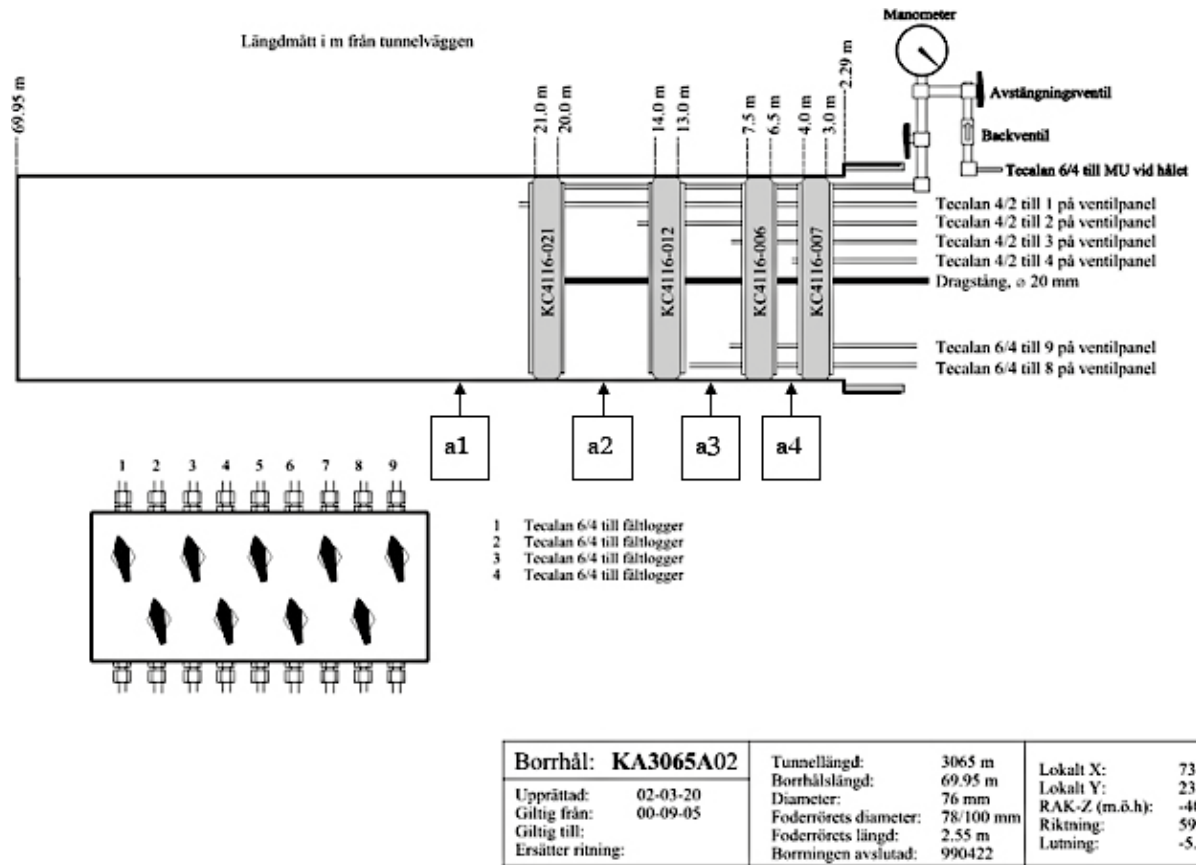 Manometer
Längdmått i m från tunnelväggen
69.95 m
21.0 m
20.0 m
14.0 m
13.0 m
7.5 m
6.5 m
4.0 m
3.0 m
2.29 m
Avstängningsventil
Backventil
Tecalan 6/4 till MU vid hålet
Tecalan 4/2 till 1 på ventilpanel
Tecalan 4/2 till 2 på ventilpanel
Tecalan 4/2 till 3 på ventilpanel
Tecalan 4/2 till 4 på ventilpanel
Dragstång, ø 20 mm
KC4116-021
KC4116-012
KC4116-006
KC4116-007
Tecalan 6/4 till 9 på ventilpanel
Tecalan 6/4 till 8 på ventilpanel
a1 a2 a3 a4
1 2 3 4 5 6 7 8 9
1 Tecalan 6/4 till fältlogger
2 Tecalan 6/4 till fältlogger
3 Tecalan 6/4 till fältlogger
4 Tecalan 6/4 till fältlogger
Borrhål: KA3065A02
Upprättad: 02-03-20
Giltig från: 00-09-05
Giltig till:
Ersätter ritning:
Tunnellängd: 3065 m
Borrhålslängd: 69.95 m
Diameter: 76 mm
Foderrörets diameter: 78/100 mm
Foderrörets längd: 2.55 m
Borrningen avslutad: 990422
Lokalt X: 73
Lokalt Y: 23
RAK-Z (m.ö.h): -40
Riktning: 59
Lutning: -5,